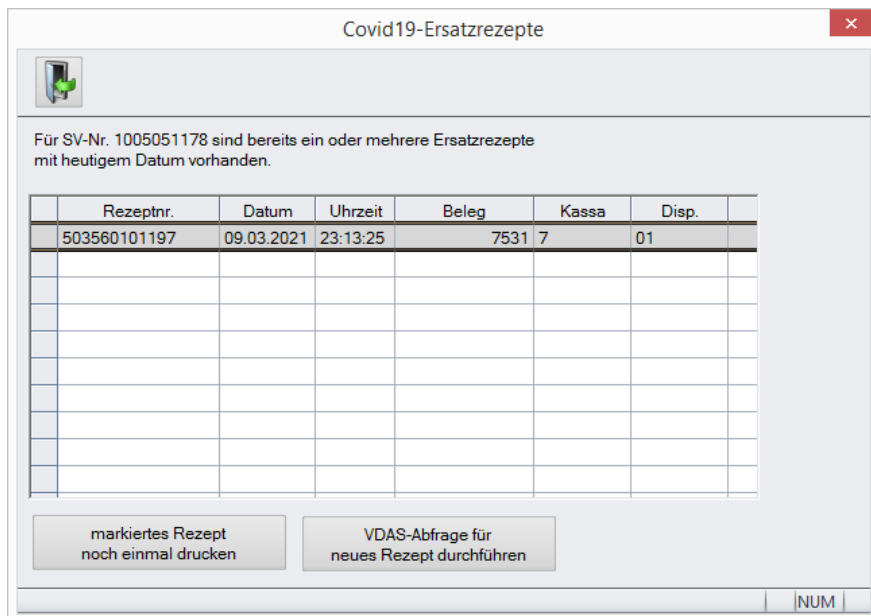 Covid19-Ersatzrezepte
Für SV-Nr. 1005051178 sind bereits ein oder mehrere Ersatzrezepte
mit heutigem Datum vorhanden.
Rezeptnr. Datum Uhrzeit Beleg Kassa Disp.
503560101197 09.03.2021 23:13:25 7531 7 01
markiertes Rezept
noch einmal drucken
VDAS-Abfrage für
neues Rezept durchführen
NUM